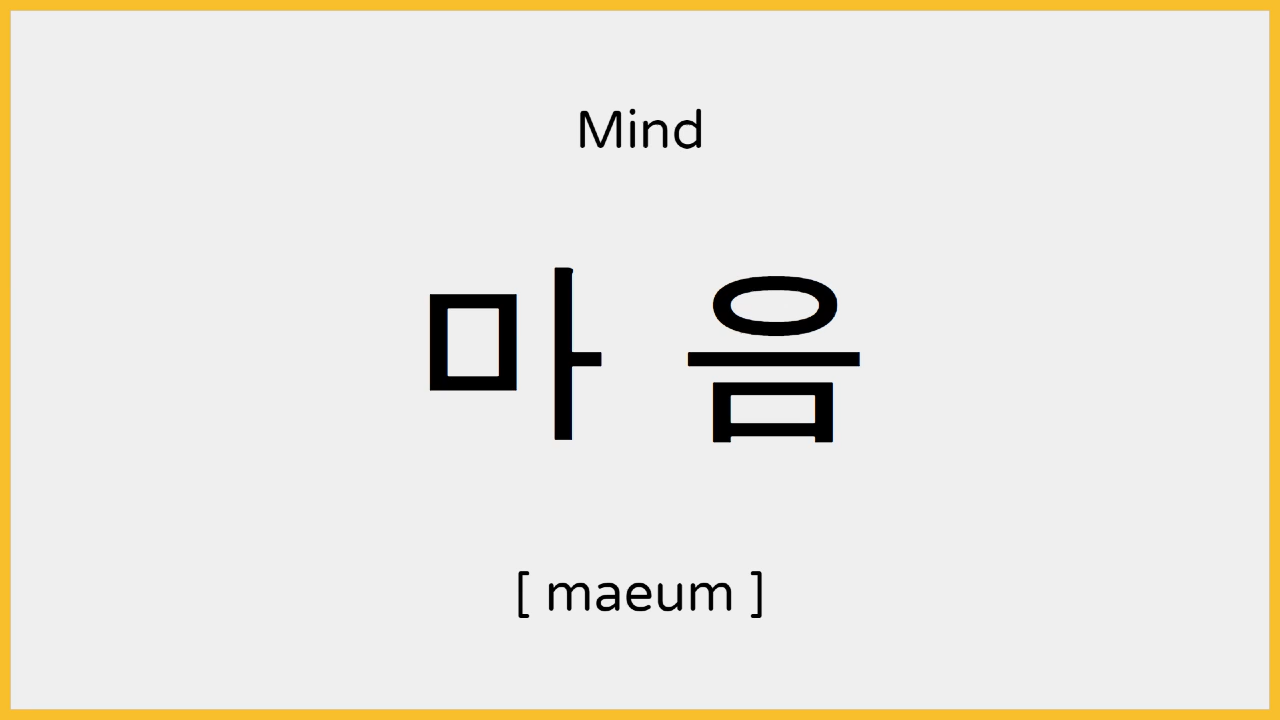 Mind
마 음
[ maeum ]